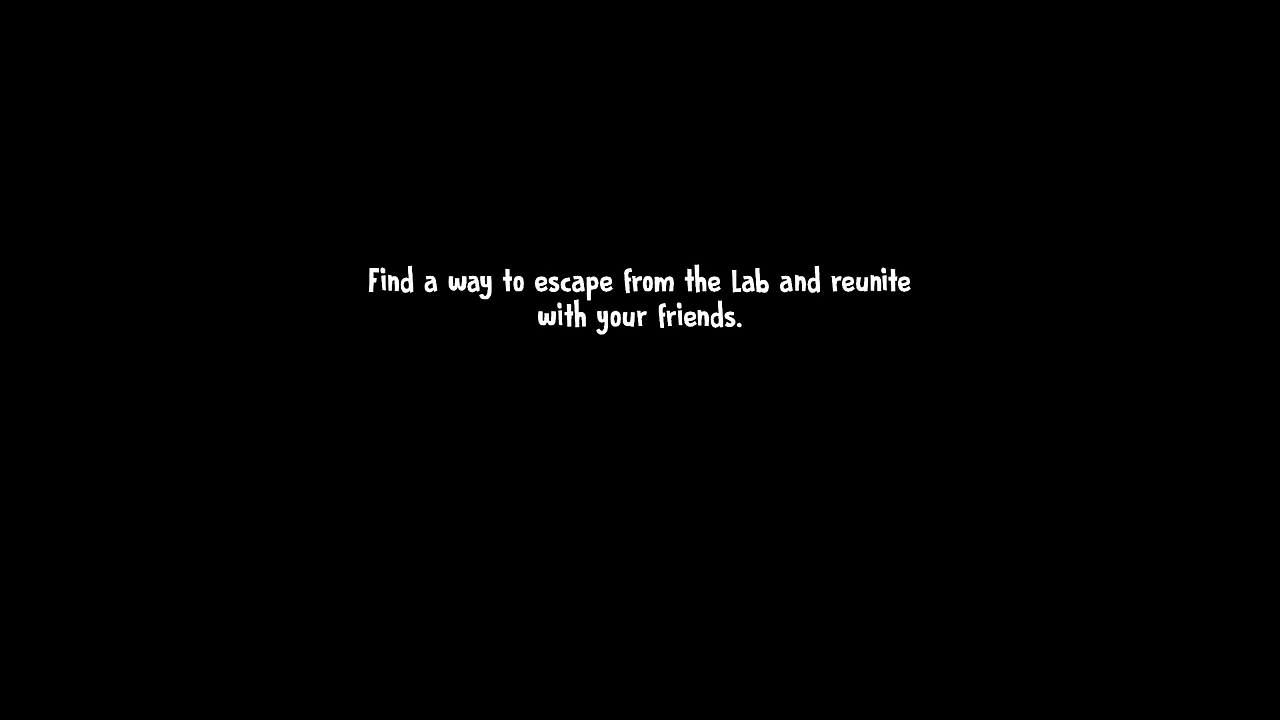 Find a way to escape from the Lab and reunite
with your friends.